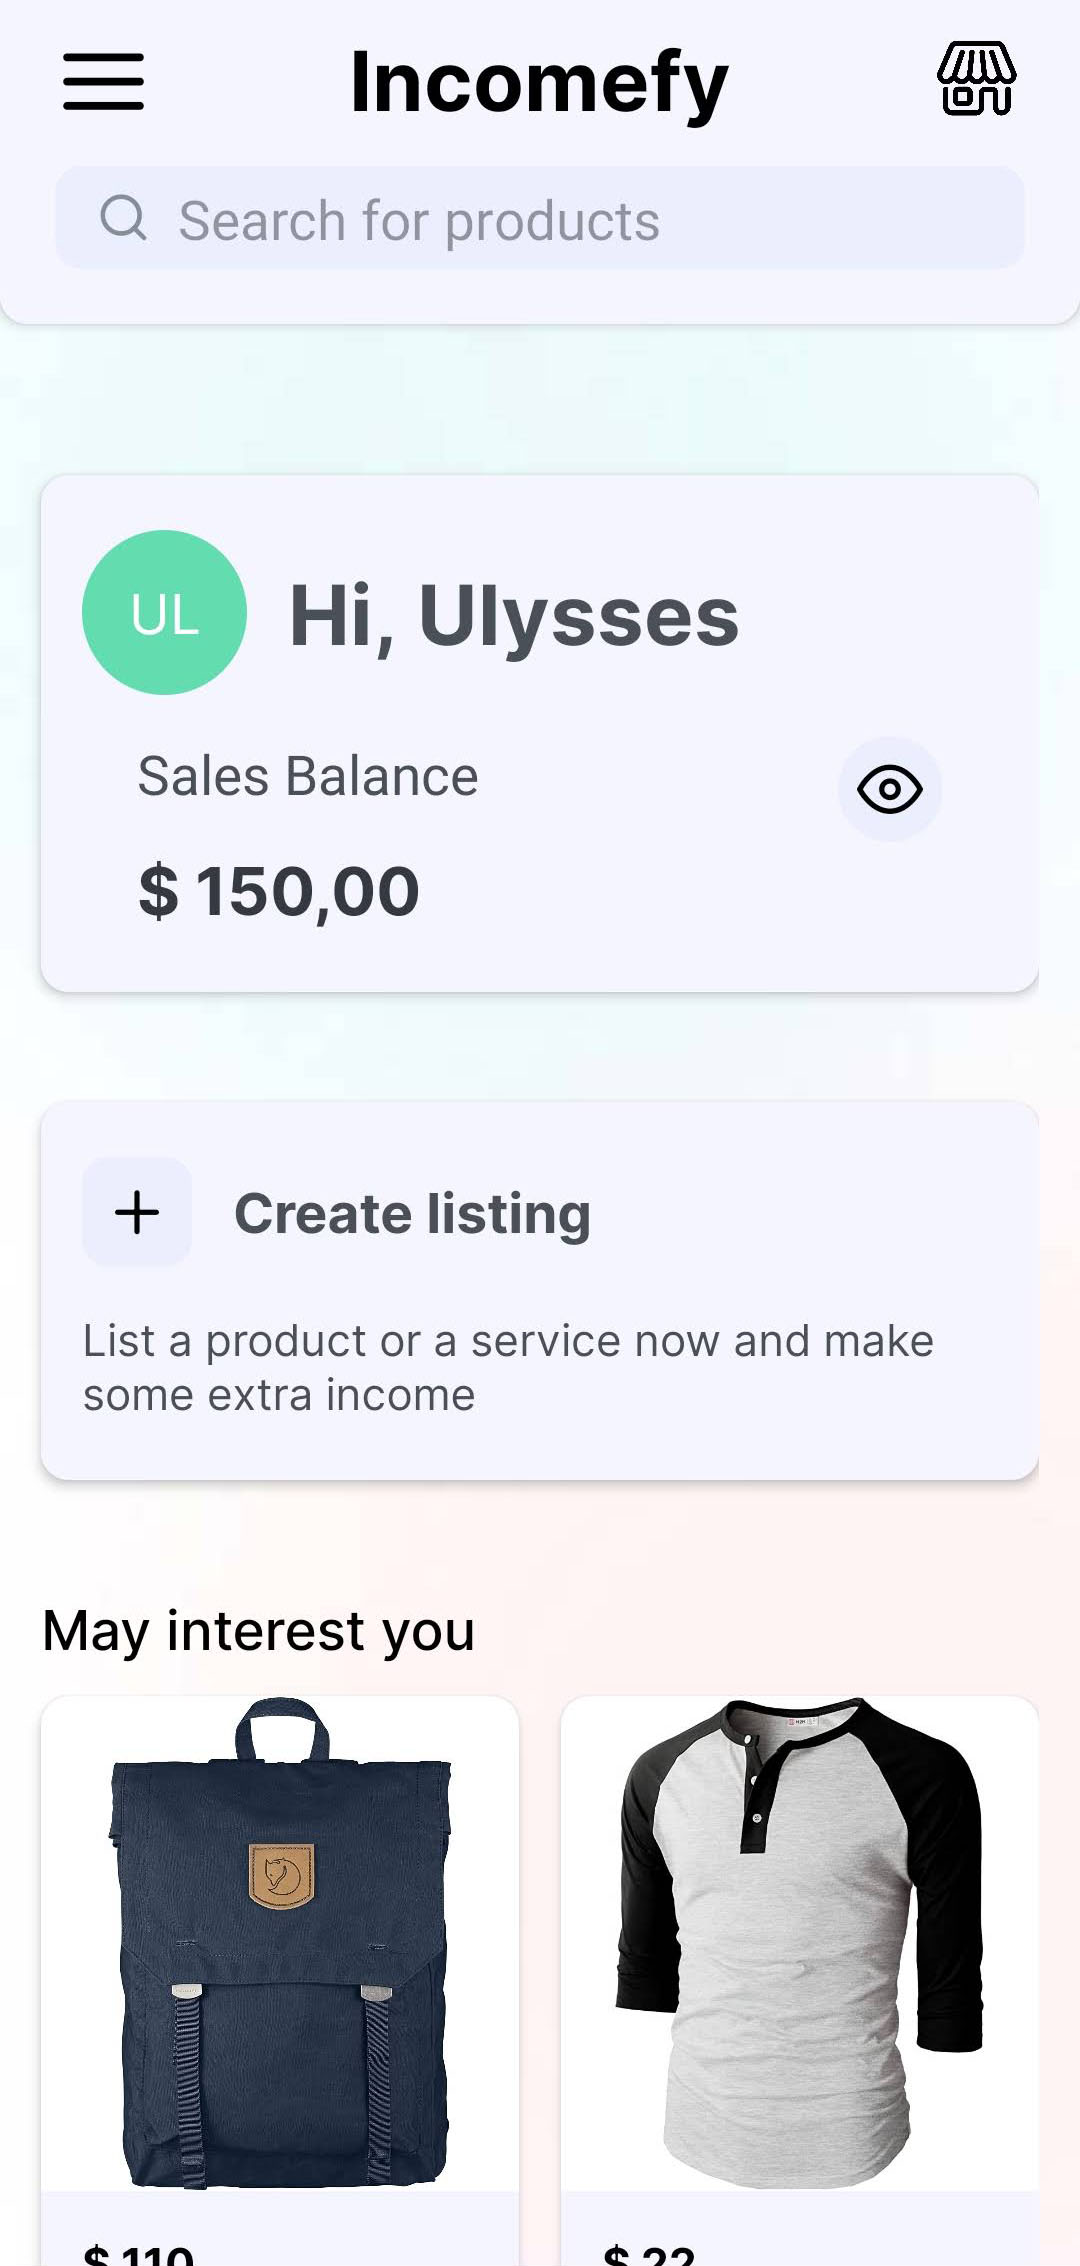 Incomefy
Search for products
UL
Hi, Ulysses
Sales Balance
$ 150,00
Create listing
List a product or a service now and make
some extra income
May interest you
$ 110
$ 22